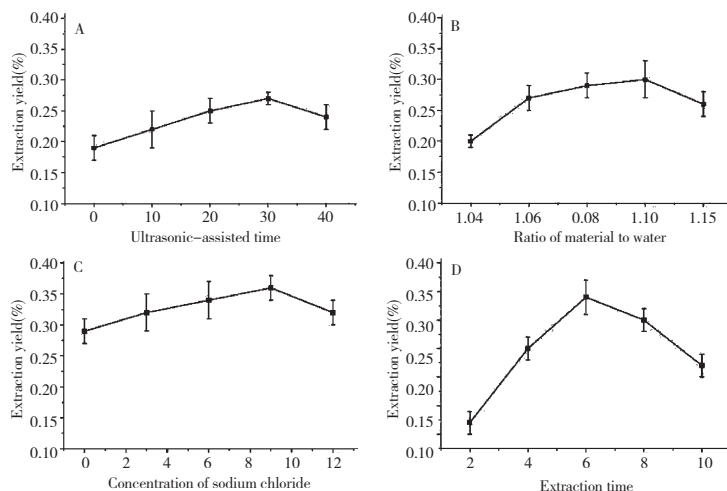 A
Extraction yield(%)
0.40
0.35
0.30
0.25
0.20
0.15
0.10
0 10 20 30 40
Ultrasonic-assisted time
B
Extraction yield(%)
0.40
0.35
0.30
0.25
0.20
0.15
0.10
1.04 1.06 0.08 1.10 1.15
Ratio of material to water
C
Extraction yield(%)
0.40
0.35
0.30
0.25
0.20
0.15
0.10
0 2 4 6 8 10 12
Concentration of sodium chloride
D
Extraction yield(%)
0.40
0.35
0.30
0.25
0.20
0.15
0.10
2 4 6 8 10
Extraction time